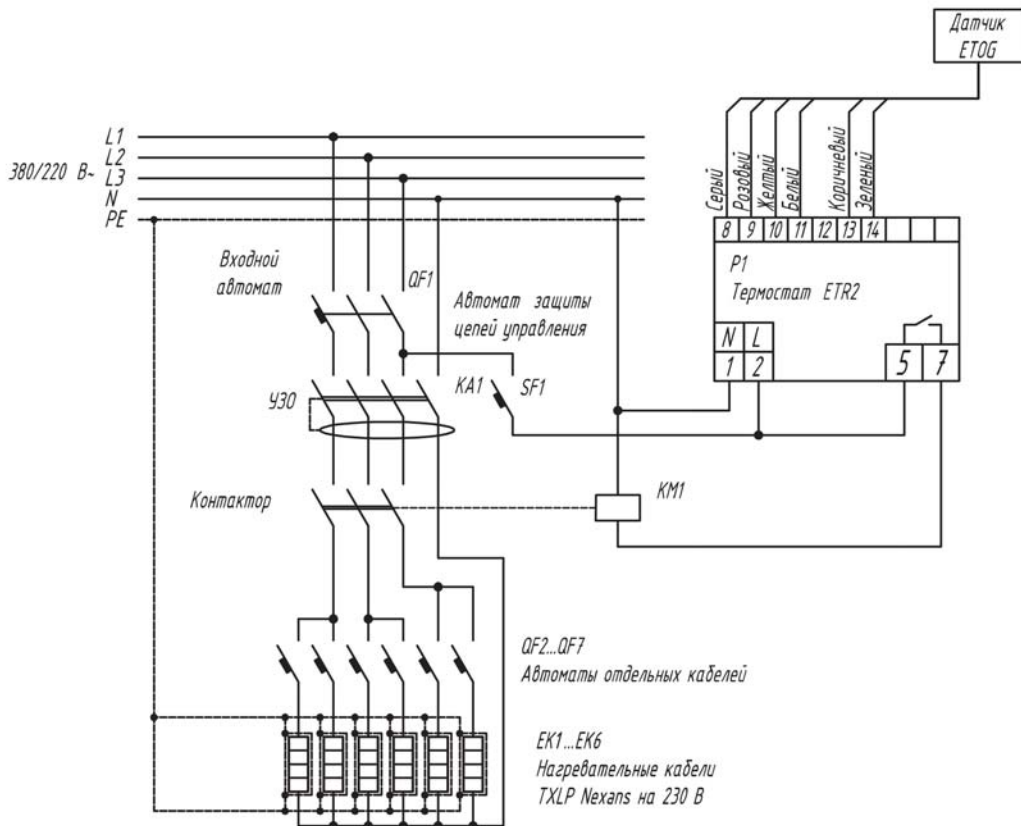 Датчик
ETOG
L1
L2
380/220 В~ L3
N
PE
Серый
Розовый
Желтый
Белый
Коричневый
Зеленый
8 9 10 11 12 13 14
P1
Термостат ETR2
N L
1 2
5 7
Входной
автомат
QF1
Автомат защиты
цепей управления
KA1 SF1
УЗО
Контактор
KM1
QF2...QF7
Автоматы отдельных кабелей
EK1...EK6
Нагревательные кабели
TXLP Nexans на 230 В